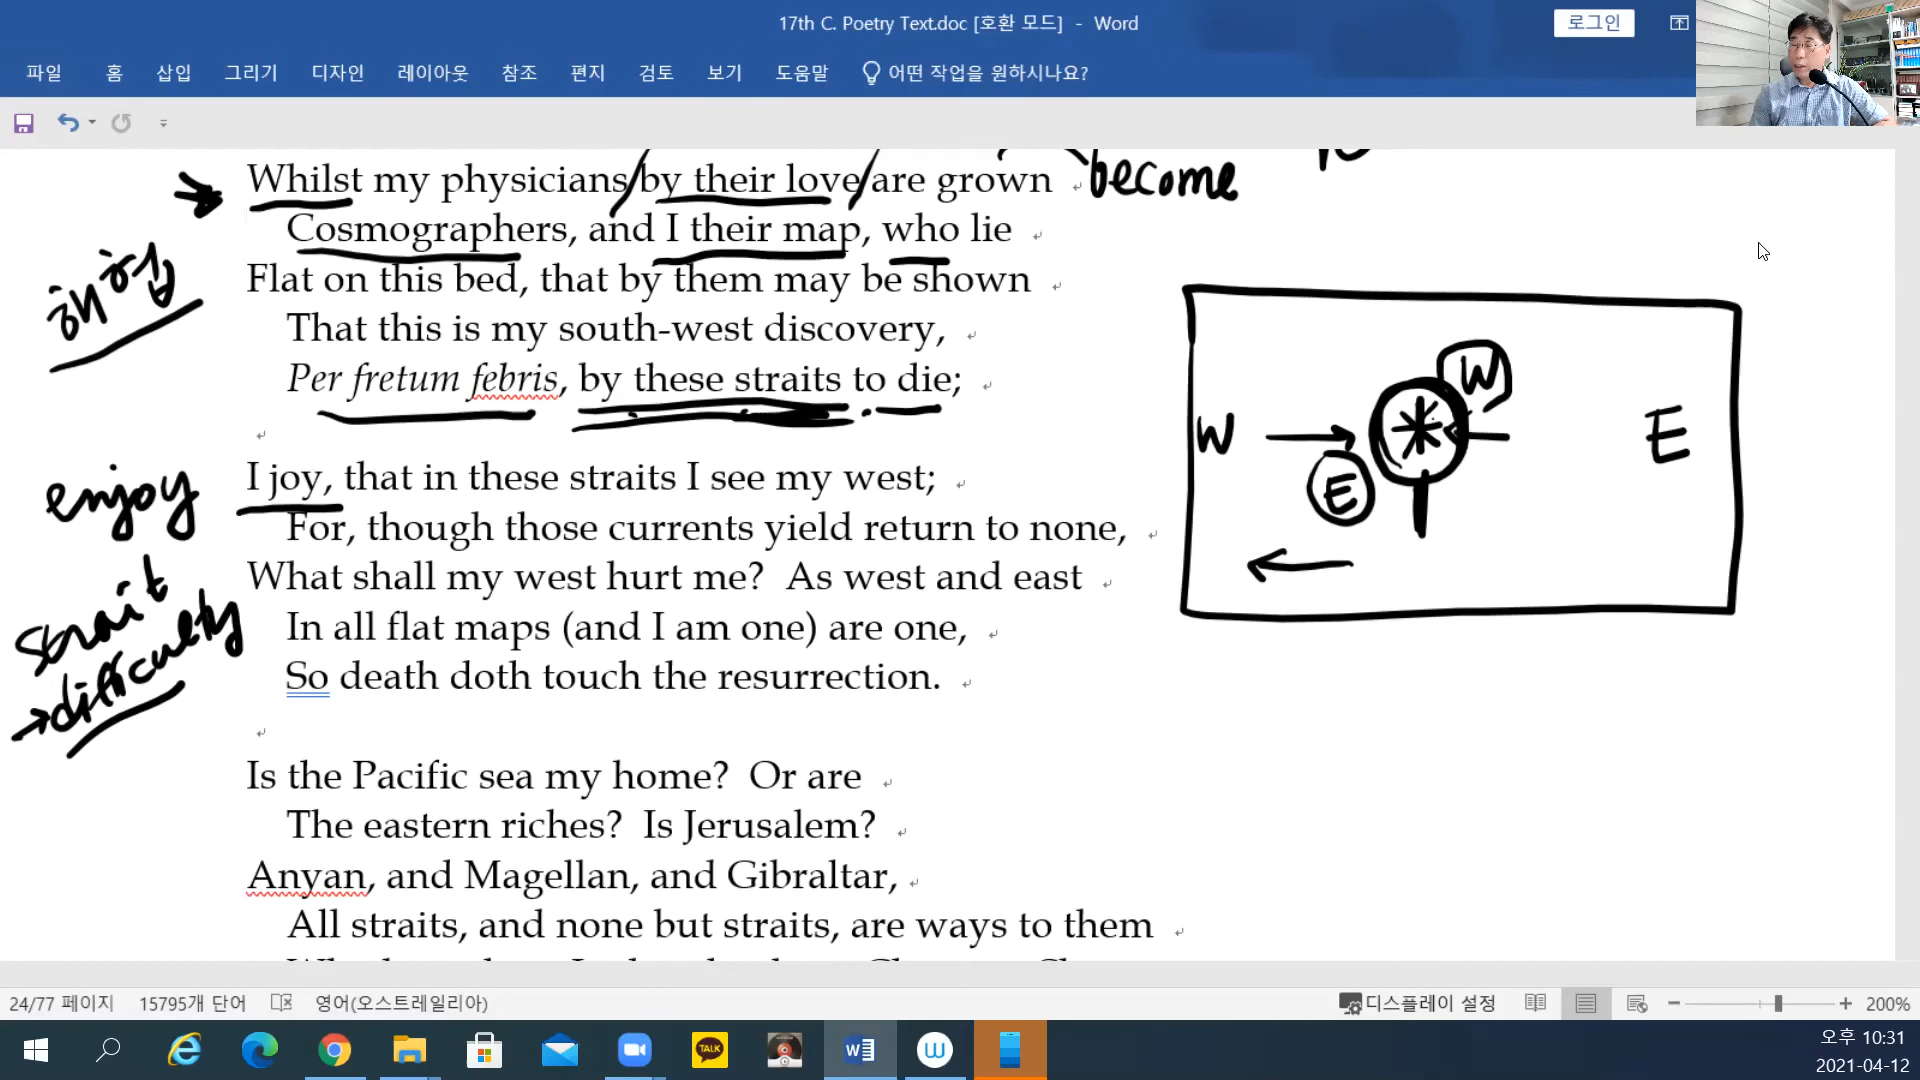 17th C. Poetry Text.doc [호환 모드] - Word
로그인
파일 홈 삽입 그리기 디자인 레이아웃 참조 편지 검토 보기 도움말 어떤 작업을 원하시나요?
Whilst my physicians by their love are grown
become
Cosmographers, and I their map, who lie
해협
Flat on this bed, that by them may be shown
That this is my south-west discovery,
Per fretum febris, by these straits to die;
W
W
E
E
enjoy
I joy, that in these straits I see my west;
For, though those currents yield return to none,
What shall my west hurt me? As west and east
strait
In all flat maps (and I am one) are one,
→difficulty
So death doth touch the resurrection.
Is the Pacific sea my home? Or are
The eastern riches? Is Jerusalem?
Anyan, and Magellan, and Gibraltar,
All straits, and none but straits, are ways to them
24/77 페이지 15795개 단어 영어(오스트레일리아) 디스플레이 설정 200%
TALK
오후 10:31
2021-04-12